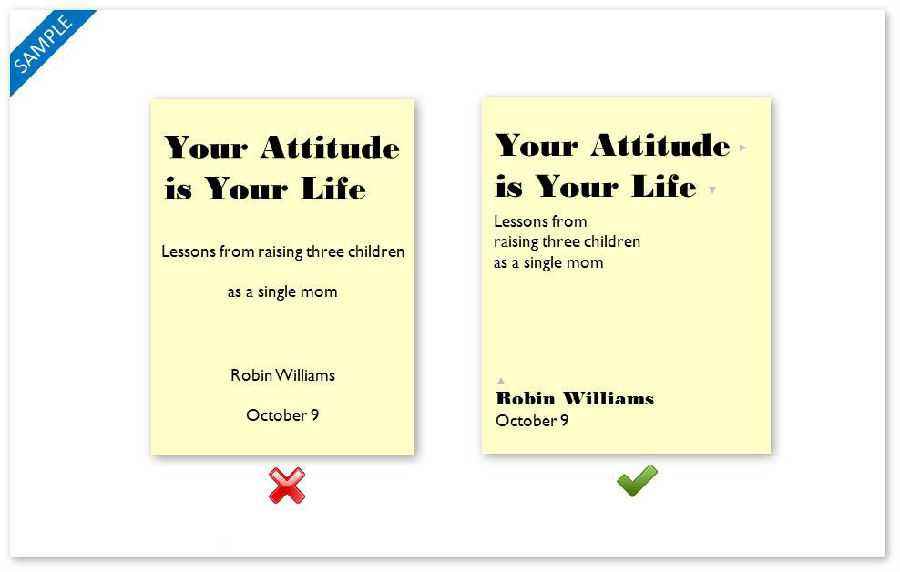 SAMPLE
Your Attitude
is Your Life
Lessons from raising three children
as a single mom
Robin Williams
October 9
Your Attitude
is Your Life
Lessons from
raising three children
as a single mom
Robin Williams
October 9